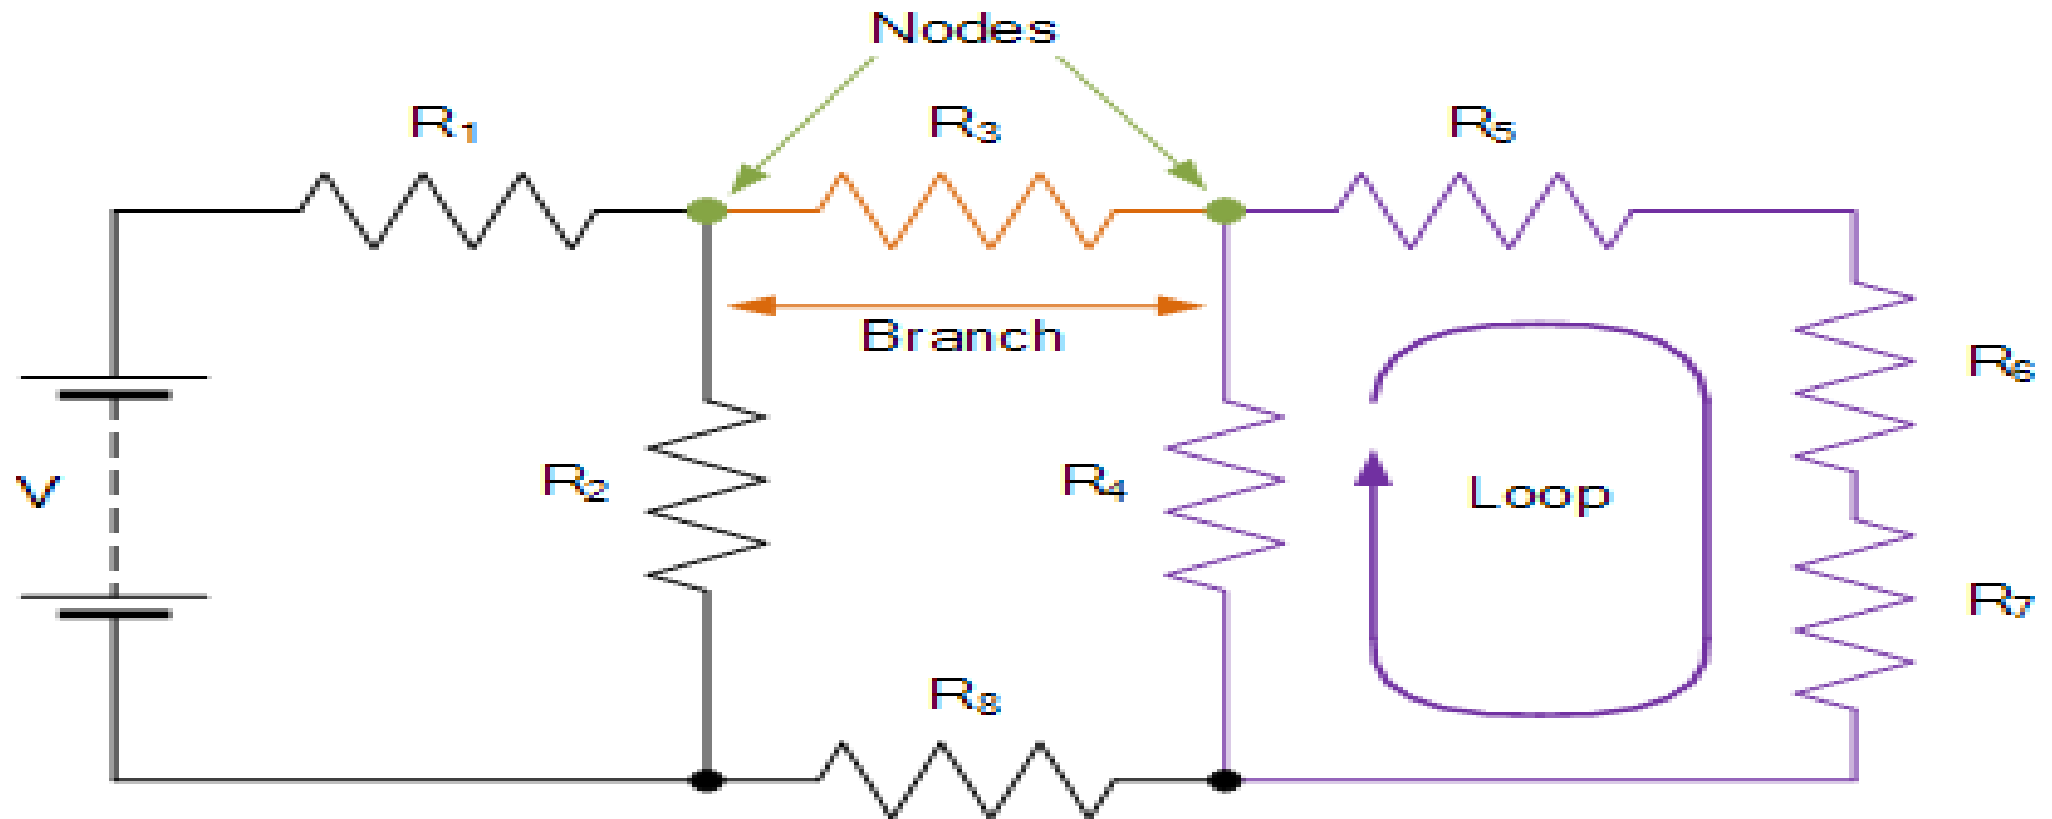 Nodes
R₁
R₃
R₅
Branch
R₆
V
R₂
R₄
Loop
R₇
R₈